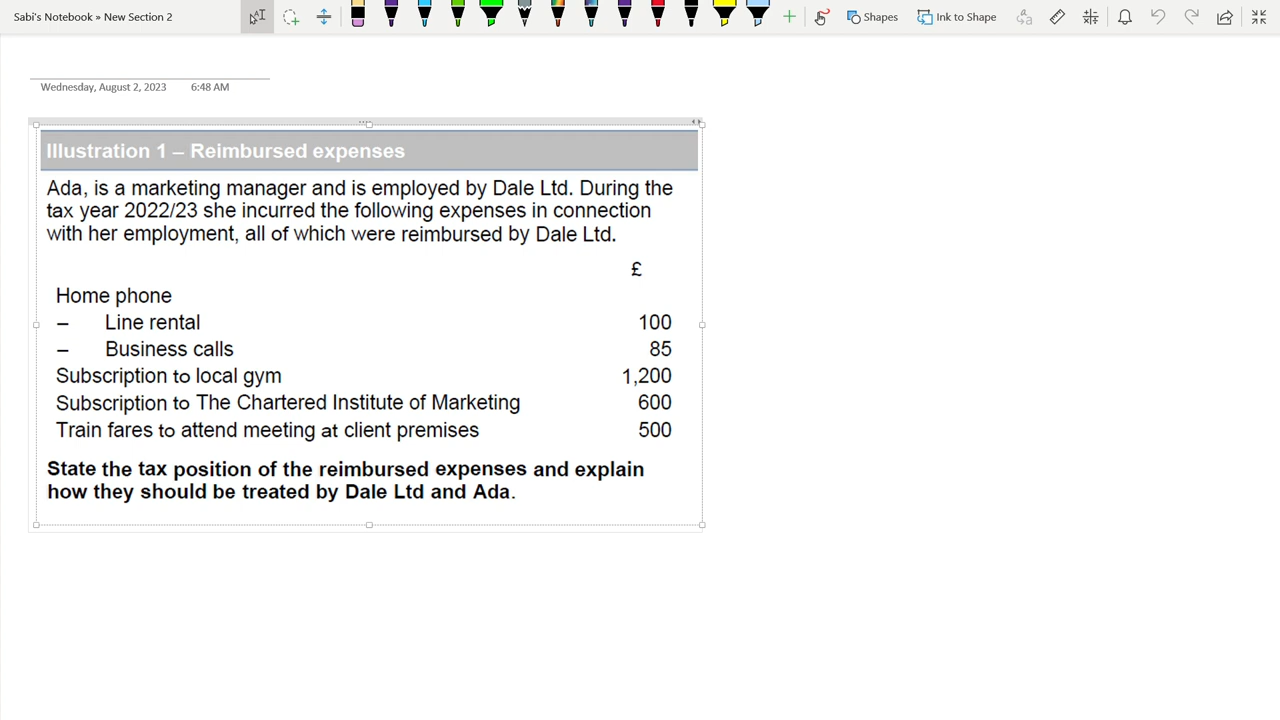 Sabi's Notebook » New Section 2
Shapes
Ink to Shape
Wednesday, August 2, 2023 6:48 AM
Illustration 1 – Reimbursed expenses
Ada, is a marketing manager and is employed by Dale Ltd. During the
tax year 2022/23 she incurred the following expenses in connection
with her employment, all of which were reimbursed by Dale Ltd.
£
Home phone
– Line rental 100
– Business calls 85
Subscription to local gym 1,200
Subscription to The Chartered Institute of Marketing 600
Train fares to attend meeting at client premises 500
State the tax position of the reimbursed expenses and explain
how they should be treated by Dale Ltd and Ada.